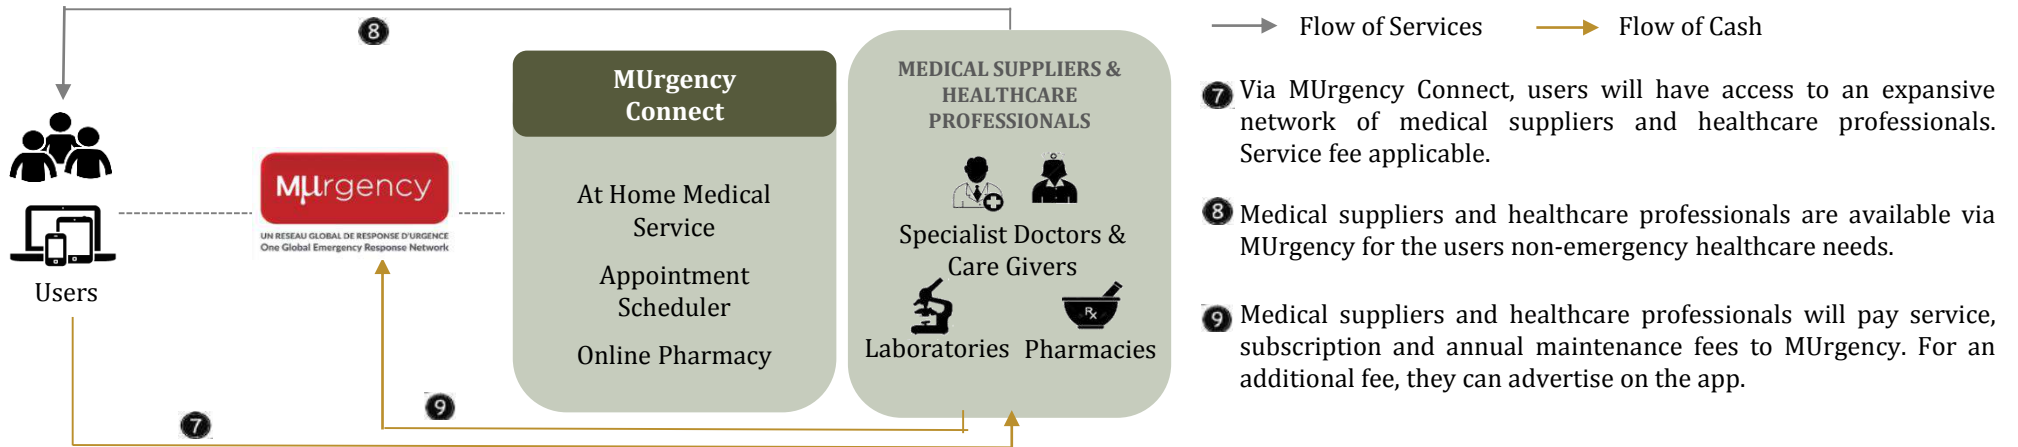 8
MUrgency
Connect
MEDICAL SUPPLIERS &
HEALTHCARE
PROFESSIONALS
MUrgency
UN RESEAU GLOBAL DE RESPONSE D'URGENCE
One Global Emergency Response Network
At Home Medical
Service
Appointment
Scheduler
Online Pharmacy
Specialist Doctors &
Care Givers
Rx
Laboratories
Pharmacies
Users
9
7
Flow of Services
Flow of Cash
7 Via MUrgency Connect, users will have access to an expansive
network of medical suppliers and healthcare professionals.
Service fee applicable.
8 Medical suppliers and healthcare professionals are available via
MUrgency for the users non-emergency healthcare needs.
9 Medical suppliers and healthcare professionals will pay service,
subscription and annual maintenance fees to MUrgency. For an
additional fee, they can advertise on the app.